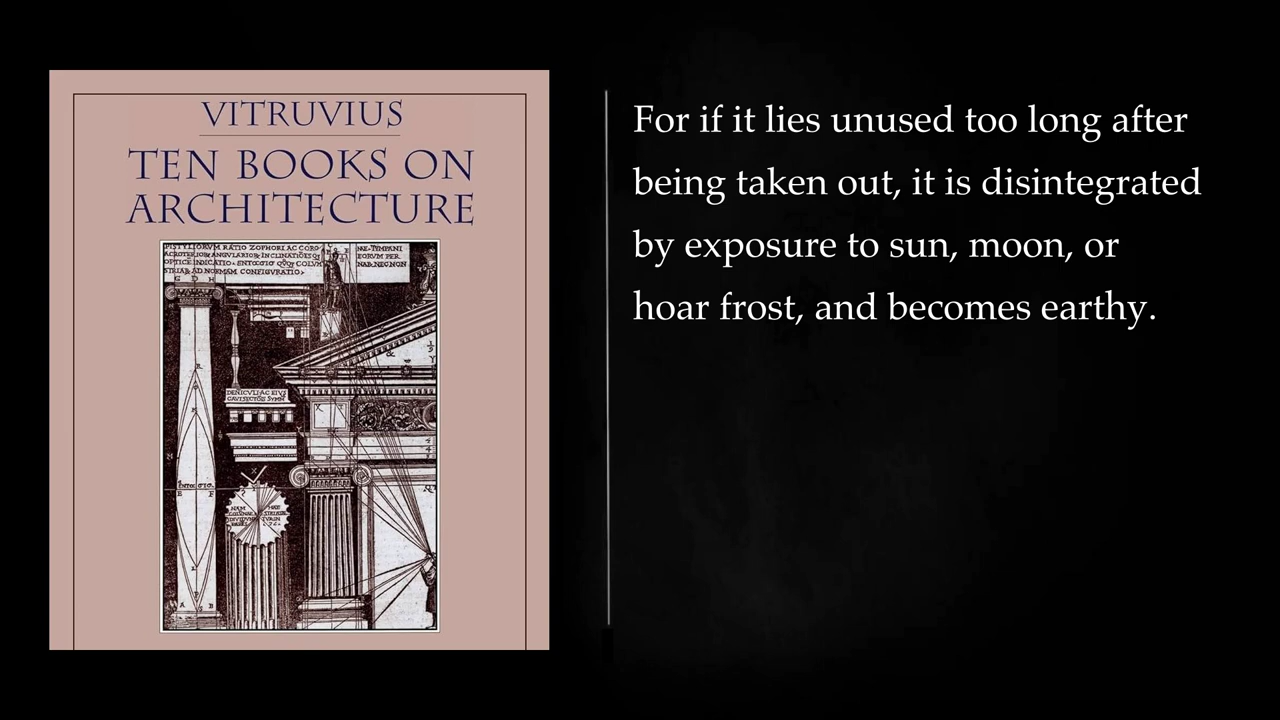 VITRUVIUS
TEN BOOKS ON
ARCHITECTURE
For if it lies unused too long after
being taken out, it is disintegrated
by exposure to sun, moon, or
hoar frost, and becomes earthy.